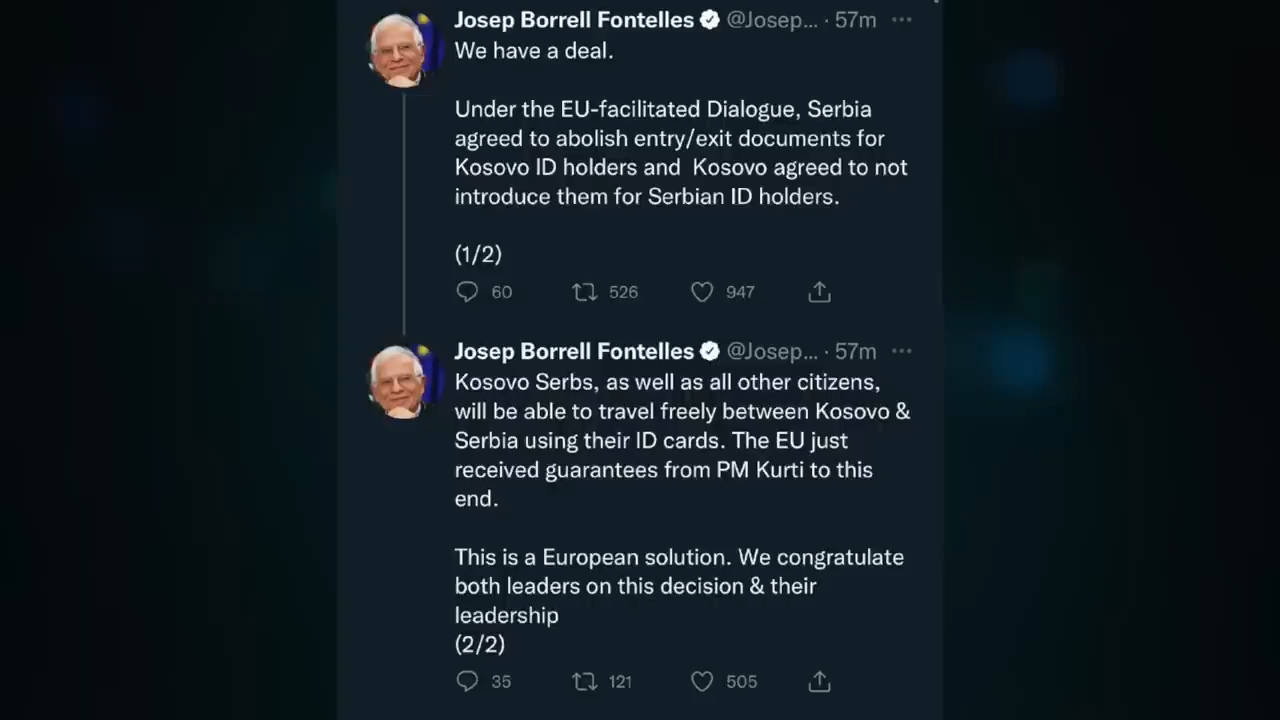 Josep Borrell Fontelles @Josep... · 57m ...
We have a deal.
Under the EU-facilitated Dialogue, Serbia
agreed to abolish entry/exit documents for
Kosovo ID holders and Kosovo agreed to not
introduce them for Serbian ID holders.
(1/2)
60 526 947
Josep Borrell Fontelles @Josep... · 57m ...
Kosovo Serbs, as well as all other citizens,
will be able to travel freely between Kosovo &
Serbia using their ID cards. The EU just
received guarantees from PM Kurti to this
end.
This is a European solution. We congratulate
both leaders on this decision & their
leadership
(2/2)
35 121 505